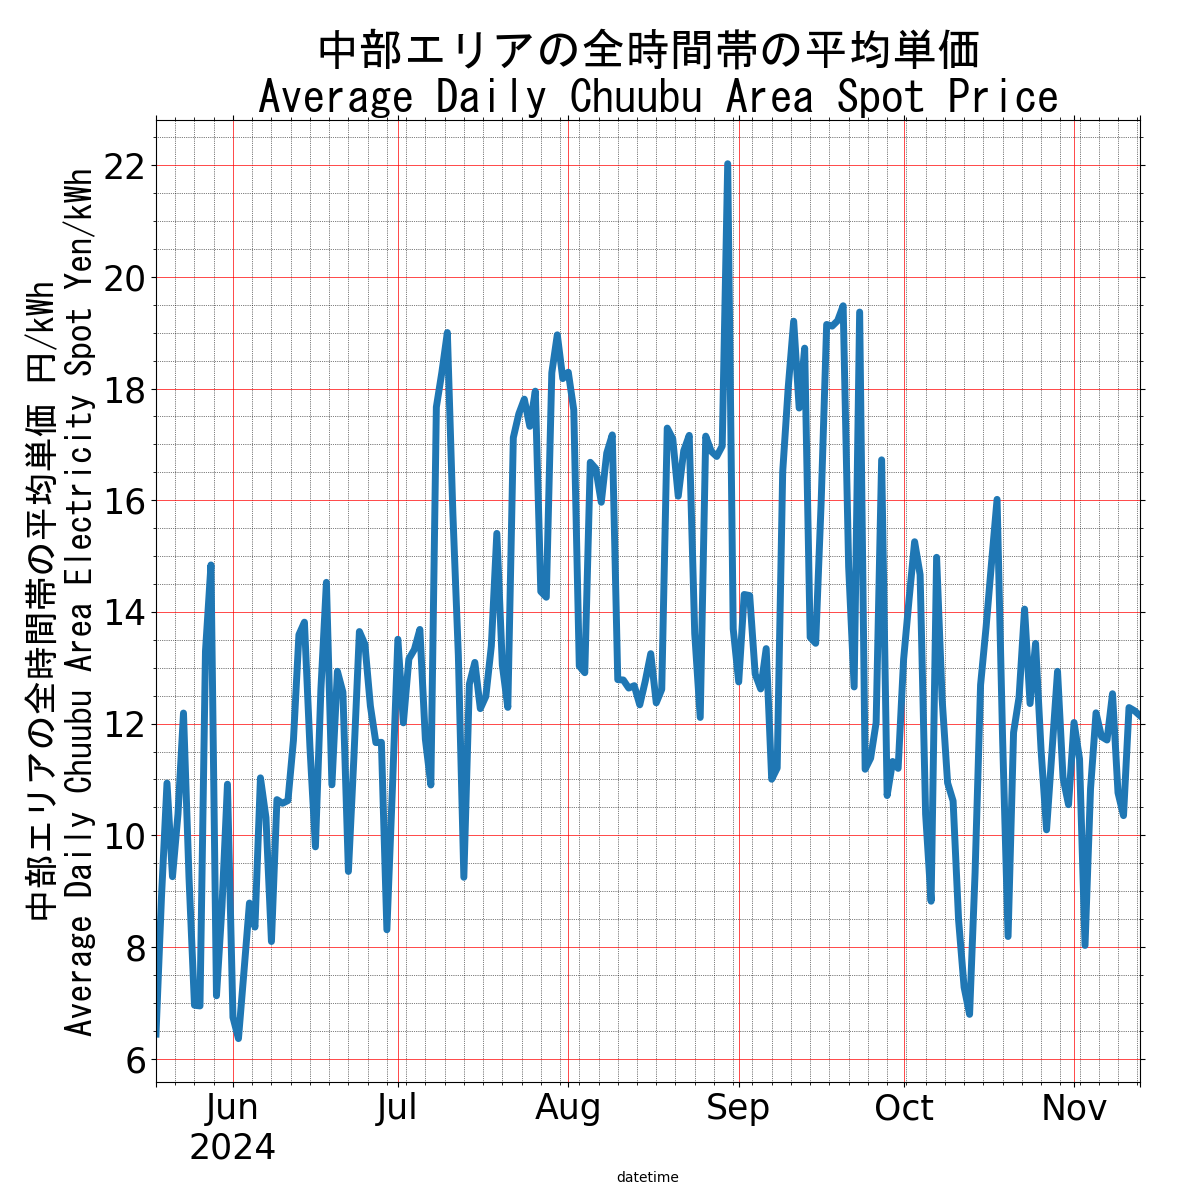 中部エリアの全時間帯の平均単価
Average Daily Chuubu Area Spot Price
中部エリアの全時間帯の平均単価 円/kWh
Average Daily Chuubu Area Electricity Spot Yen/kWh
22
20
18
16
14
12
10
8
6
Jun Jul Aug Sep Oct Nov
2024
datetime